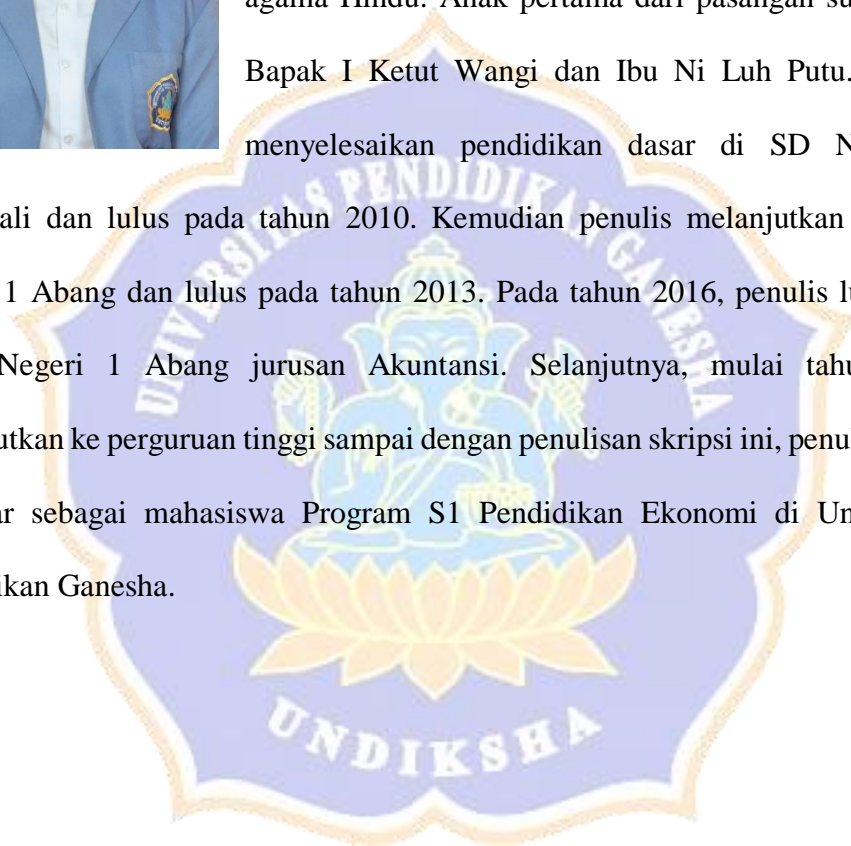 agama Hindu. Anak pertama dari pasangan su
Bapak I Ketut Wangi dan Ibu Ni Luh Putu.
menyelesaikan pendidikan dasar di SD N
ali dan lulus pada tahun 2010. Kemudian penulis melanjutkan
1 Abang dan lulus pada tahun 2013. Pada tahun 2016, penulis lu
Negeri 1 Abang jurusan Akuntansi. Selanjutnya, mulai tahu
utkan ke perguruan tinggi sampai dengan penulisan skripsi ini, penul
ar sebagai mahasiswa Program S1 Pendidikan Ekonomi di Un
ikan Ganesha.
UNIVERSITAS PENDIDIKAN GANESHA
UNDIKSHA